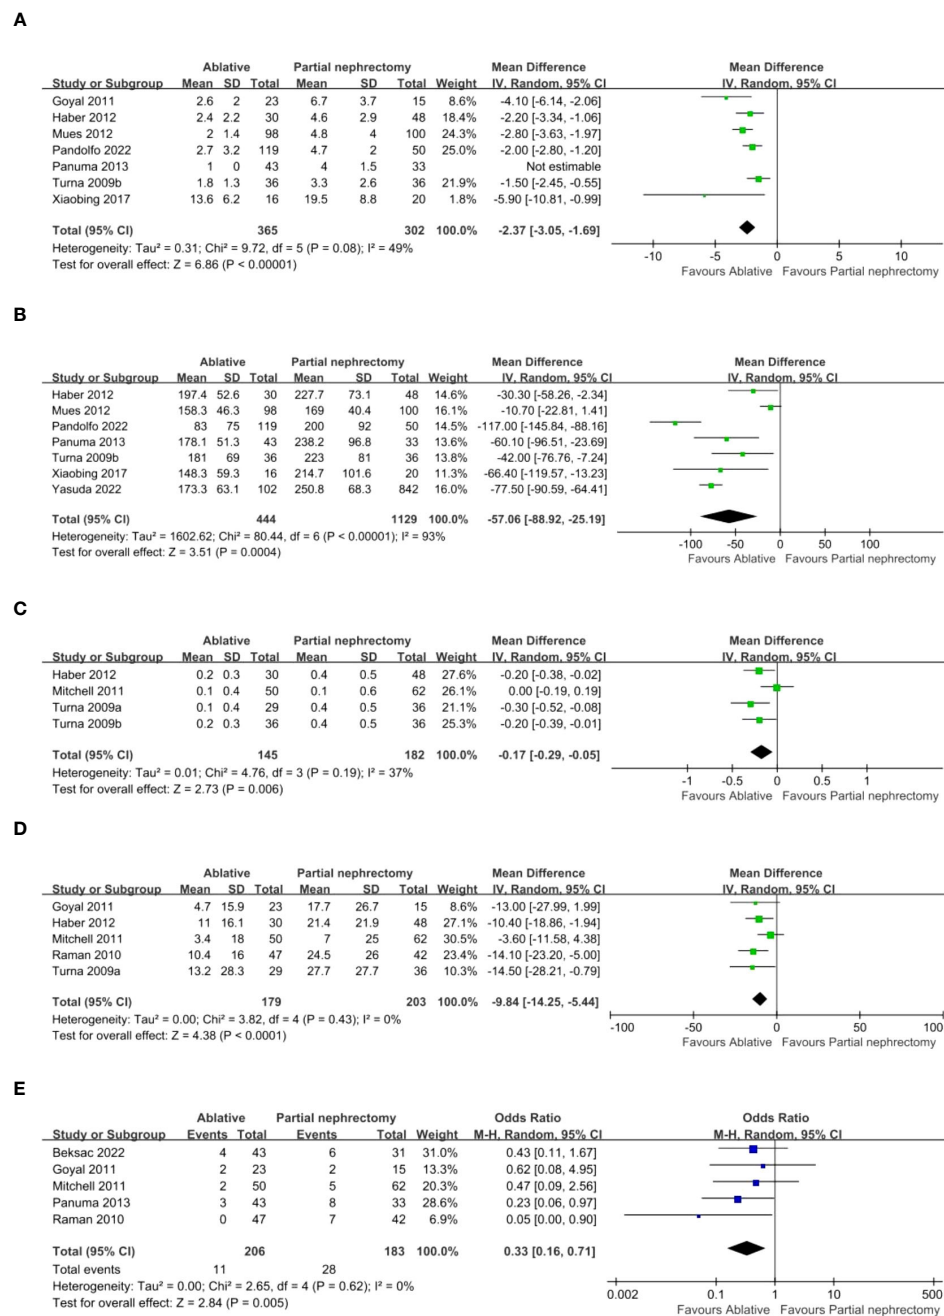 A
Ablative Partial nephrectomy Mean Difference Mean Difference
Study or Subgroup Mean SD Total Mean SD Total Weight IV, Random, 95% CI IV, Random, 95% CI
Goyal 2011 2.6 2 23 6.7 3.7 15 8.6% -4.10 [-6.14, -2.06]
Haber 2012 2.4 2.2 30 4.6 2.9 48 18.4% -2.20 [-3.34, -1.06]
Mues 2012 2 1.4 98 4.8 4 100 24.3% -2.80 [-3.63, -1.97]
Pandolfo 2022 2.7 3.2 119 4.7 2 50 25.0% -2.00 [-2.80, -1.20]
Panuma 2013 1 0 43 4 1.5 33 Not estimable
Turna 2009b 1.8 1.3 36 3.3 2.6 36 21.9% -1.50 [-2.45, -0.55]
Xiaobing 2017 13.6 6.2 16 19.5 8.8 20 1.8% -5.90 [-10.81, -0.99]
Total (95% CI) 365 302 100.0% -2.37 [-3.05, -1.69]
Heterogeneity: Tau² = 0.31; Chi² = 9.72, df = 5 (P = 0.08); I² = 49%
Test for overall effect: Z = 6.86 (P < 0.00001)
-10 -5 0 5 10
Favours Ablative Favours Partial nephrectomy
B
Ablative Partial nephrectomy Mean Difference Mean Difference
Study or Subgroup Mean SD Total Mean SD Total Weight IV, Random, 95% CI IV, Random, 95% CI
Haber 2012 197.4 52.6 30 227.7 73.1 48 14.6% -30.30 [-58.26, -2.34]
Mues 2012 158.3 46.3 98 169 40.4 100 16.1% -10.70 [-22.81, 1.41]
Pandolfo 2022 83 75 119 200 92 50 14.5% -117.00 [-145.84, -88.16]
Panuma 2013 178.1 51.3 43 238.2 96.8 33 13.6% -60.10 [-96.51, -23.69]
Turna 2009b 181 69 36 223 81 36 13.8% -42.00 [-76.76, -7.24]
Xiaobing 2017 148.3 59.3 16 214.7 101.6 20 11.3% -66.40 [-119.57, -13.23]
Yasuda 2022 173.3 63.1 102 250.8 68.3 842 16.0% -77.50 [-90.59, -64.41]
Total (95% CI) 444 1129 100.0% -57.06 [-88.92, -25.19]
Heterogeneity: Tau² = 1602.62; Chi² = 80.44, df = 6 (P < 0.00001); I² = 93%
Test for overall effect: Z = 3.51 (P = 0.0004)
-100 -50 0 50 100
Favours Ablative Favours Partial nephrectomy
C
Ablative Partial nephrectomy Mean Difference Mean Difference
Study or Subgroup Mean SD Total Mean SD Total Weight IV, Random, 95% CI IV, Random, 95% CI
Haber 2012 0.2 0.3 30 0.4 0.5 48 27.6% -0.20 [-0.38, -0.02]
Mitchell 2011 0.1 0.4 50 0.1 0.6 62 26.1% 0.00 [-0.19, 0.19]
Turna 2009a 0.1 0.4 29 0.4 0.5 36 21.1% -0.30 [-0.52, -0.08]
Turna 2009b 0.2 0.3 36 0.4 0.5 36 25.3% -0.20 [-0.39, -0.01]
Total (95% CI) 145 182 100.0% -0.17 [-0.29, -0.05]
Heterogeneity: Tau² = 0.01; Chi² = 4.76, df = 3 (P = 0.19); I² = 37%
Test for overall effect: Z = 2.73 (P = 0.006)
-1 -0.5 0 0.5 1
Favours Ablative Favours Partial nephrectomy
D
Ablative Partial nephrectomy Mean Difference Mean Difference
Study or Subgroup Mean SD Total Mean SD Total Weight IV, Random, 95% CI IV, Random, 95% CI
Goyal 2011 4.7 15.9 23 17.7 26.7 15 8.6% -13.00 [-27.99, 1.99]
Haber 2012 11 16.1 30 21.4 21.9 48 27.1% -10.40 [-18.86, -1.94]
Mitchell 2011 3.4 18 50 7 25 62 30.5% -3.60 [-11.58, 4.38]
Raman 2010 10.4 16 47 24.5 26 42 23.4% -14.10 [-23.20, -5.00]
Turna 2009a 13.2 28.3 29 27.7 27.7 36 10.3% -14.50 [-28.21, -0.79]
Total (95% CI) 179 203 100.0% -9.84 [-14.25, -5.44]
Heterogeneity: Tau² = 0.00; Chi² = 3.82, df = 4 (P = 0.43); I² = 0%
Test for overall effect: Z = 4.38 (P < 0.0001)
-100 -50 0 50 100
Favours Ablative Favours Partial nephrectomy
E
Ablative Partial nephrectomy Odds Ratio Odds Ratio
Study or Subgroup Events Total Events Total Weight M-H, Random, 95% CI M-H, Random, 95% CI
Beksac 2022 4 43 6 31 31.0% 0.43 [0.11, 1.67]
Goyal 2011 2 23 2 15 13.3% 0.62 [0.08, 4.95]
Mitchell 2011 2 50 5 62 20.3% 0.47 [0.09, 2.56]
Panuma 2013 3 43 8 33 28.6% 0.23 [0.06, 0.97]
Raman 2010 0 47 7 42 6.9% 0.05 [0.00, 0.90]
Total (95% CI) 206 183 100.0% 0.33 [0.16, 0.71]
Total events 11 28
Heterogeneity: Tau² = 0.00; Chi² = 2.65, df = 4 (P = 0.62); I² = 0%
Test for overall effect: Z = 2.84 (P = 0.005)
0.002 0.1 1 10 500
Favours Ablative Favours Partial nephrectomy